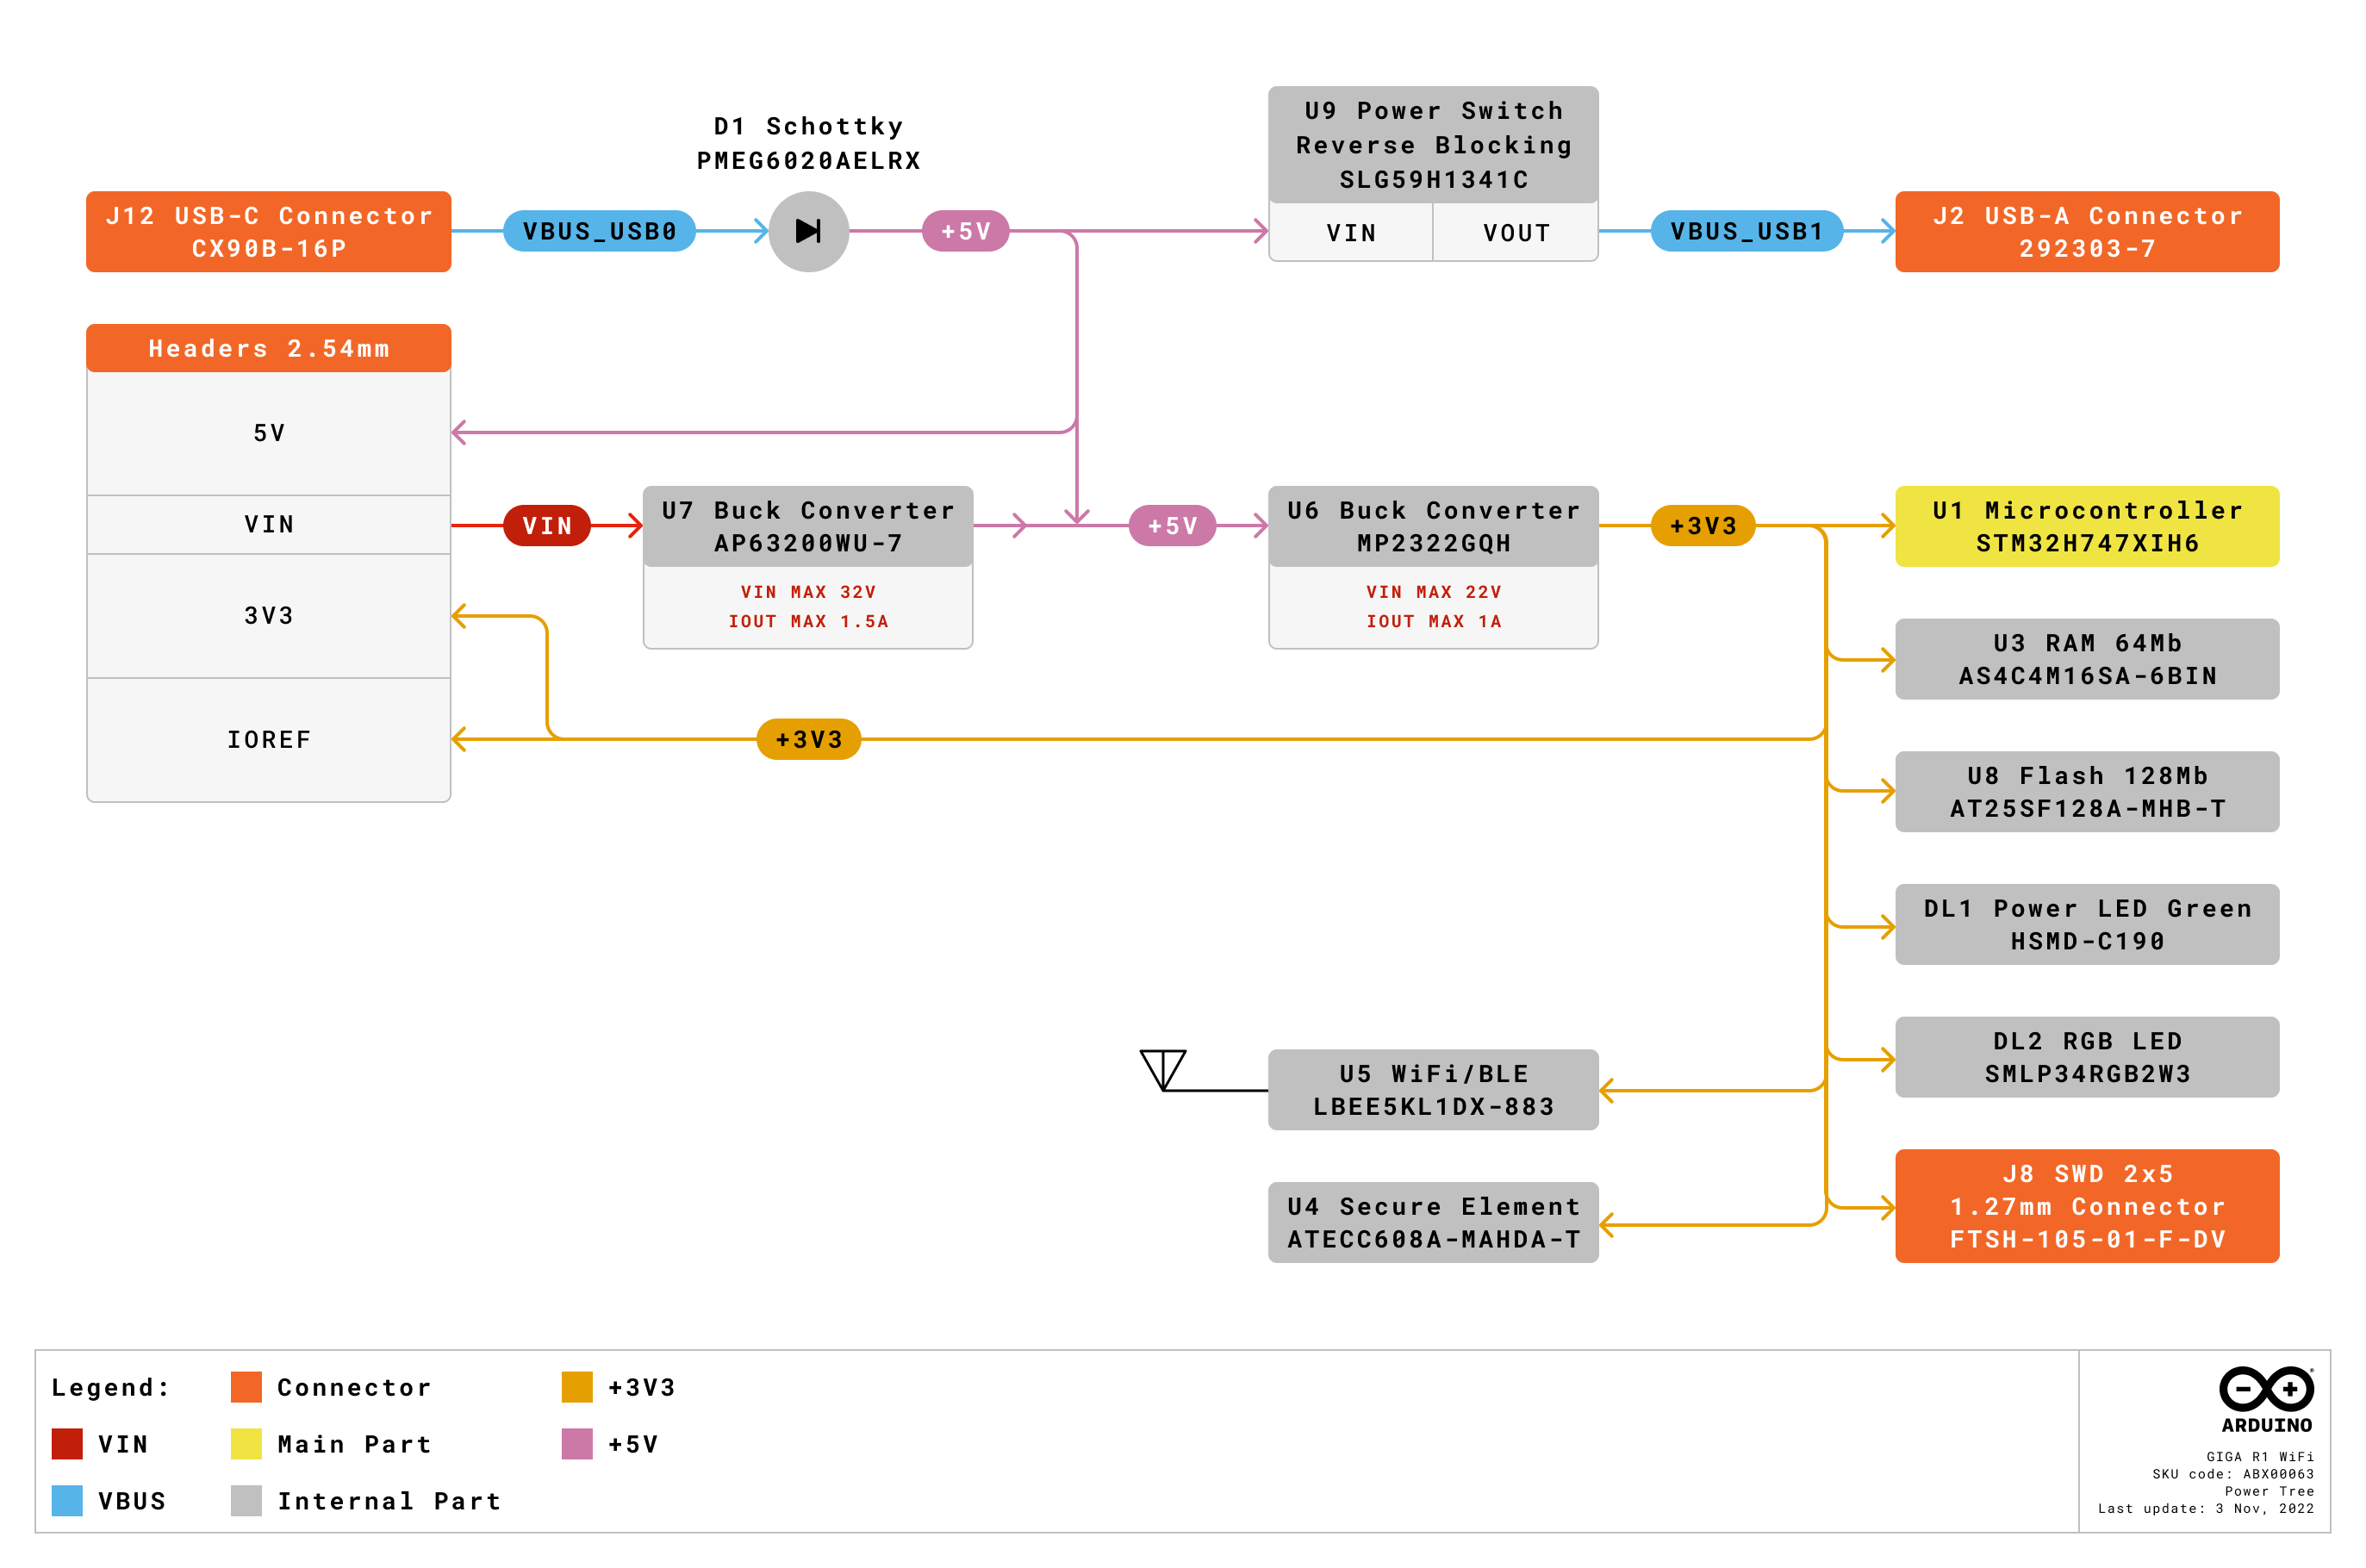 D1 Schottky
PMEG6020AELRX
U9 Power Switch
Reverse Blocking
SLG59H1341C
VIN
VOUT
J12 USB-C Connector
CX90B-16P
VBUS_USB0
+5V
VBUS_USB1
J2 USB-A Connector
292303-7
Headers 2.54mm
5V
VIN
3V3
IOREF
VIN
U7 Buck Converter
AP63200WU-7
VIN MAX 32V
IOUT MAX 1.5A
+5V
U6 Buck Converter
MP2322GQH
VIN MAX 22V
IOUT MAX 1A
+3V3
+3V3
U1 Microcontroller
STM32H747XIH6
U3 RAM 64Mb
AS4C4M16SA-6BIN
U8 Flash 128Mb
AT25SF128A-MHB-T
DL1 Power LED Green
HSMD-C190
DL2 RGB LED
SMLP34RGB2W3
U5 WiFi/BLE
LBEE5KL1DX-883
U4 Secure Element
ATECC608A-MAHDA-T
J8 SWD 2x5
1.27mm Connector
FTSH-105-01-F-DV
Legend:
VIN
VBUS
Connector
Main Part
Internal Part
+3V3
+5V
ARDUINO
GIGA R1 WiFi
SKU code: ABX00063
Power Tree
Last update: 3 Nov, 2022